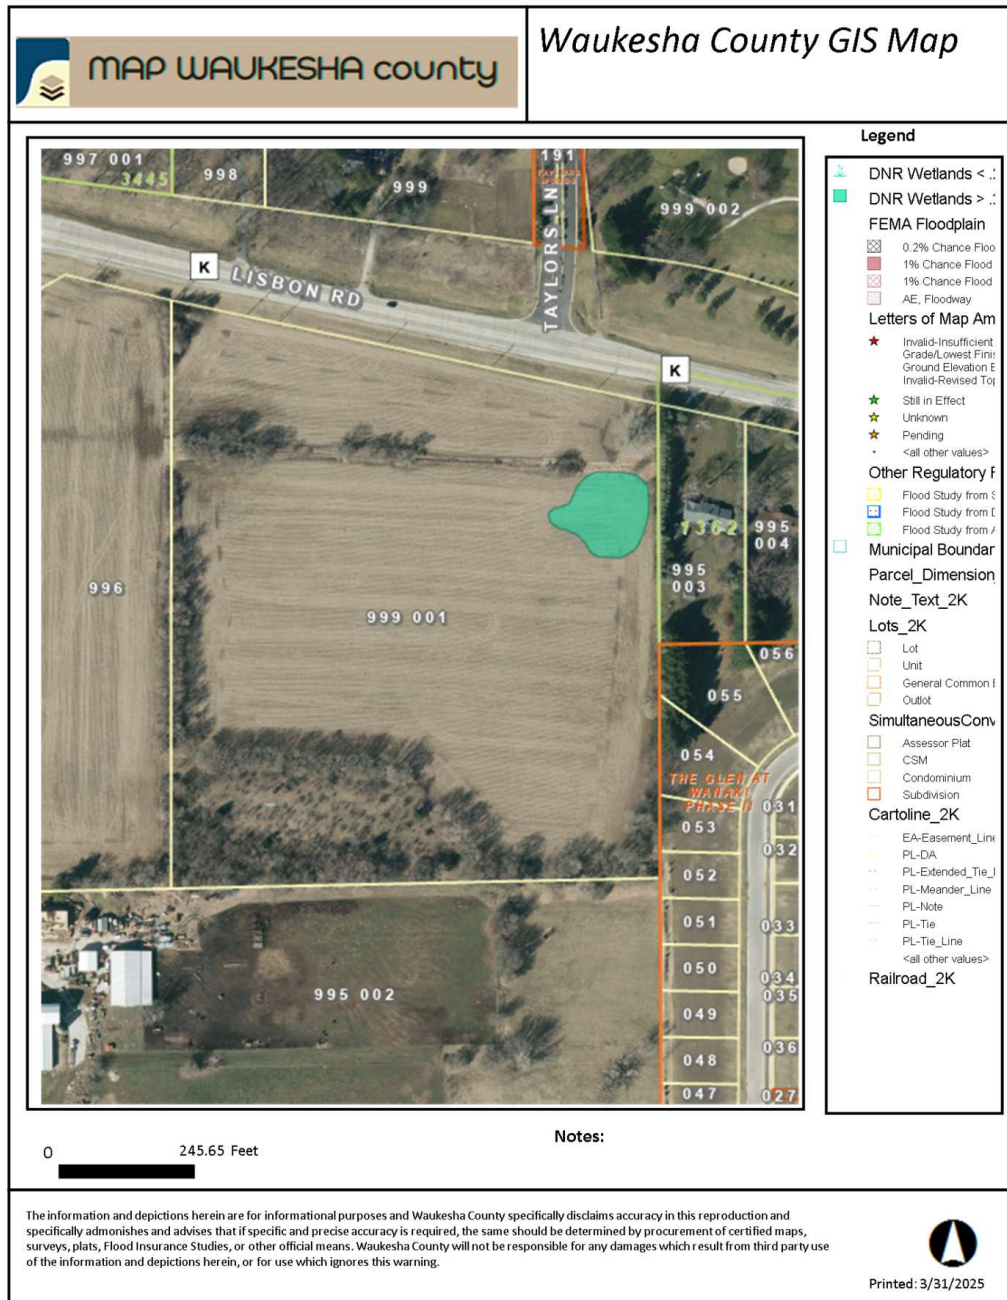 MAP WAUKESHA county
Waukesha County GIS Map
Legend
997 001
3445
998
999
191
TAYLORS
WOODS
999 002
TAYLORS LN
K
LISBON RD
K
996
999 001
1362
995
003
995
004
056
055
054
THE GLEN AT
WANAKI
PHASE II
031
053
032
052
051
033
050
034
035
049
036
048
047
027
995 002
DNR Wetlands < .
DNR Wetlands > .
FEMA Floodplain
0.2% Chance Floo
1% Chance Flood
1% Chance Flood
AE, Floodway
Letters of Map Am
Invalid-Insufficient
Grade/Lowest Finis
Ground Elevation E
Invalid-Revised Top
Still in Effect
Unknown
Pending
<all other values>
Other Regulatory F
Flood Study from S
Flood Study from D
Flood Study from A
Municipal Boundar
Parcel_Dimension
Note_Text_2K
Lots_2K
Lot
Unit
General Common E
Outlot
SimultaneousConv
Assessor Plat
CSM
Condominium
Subdivision
Cartoline_2K
EA-Easement_Line
PL-DA
PL-Extended_Tie_l
PL-Meander_Line
PL-Note
PL-Tie
PL-Tie_Line
<all other values>
Railroad_2K
0
245.65 Feet
Notes:
The information and depictions herein are for informational purposes and Waukesha County specifically disclaims accuracy in this reproduction and
specifically admonishes and advises that if specific and precise accuracy is required, the same should be determined by procurement of certified maps,
surveys, plats, Flood Insurance Studies, or other official means. Waukesha County will not be responsible for any damages which result from third party use
of the information and depictions herein, or for use which ignores this warning.
Printed: 3/31/2025